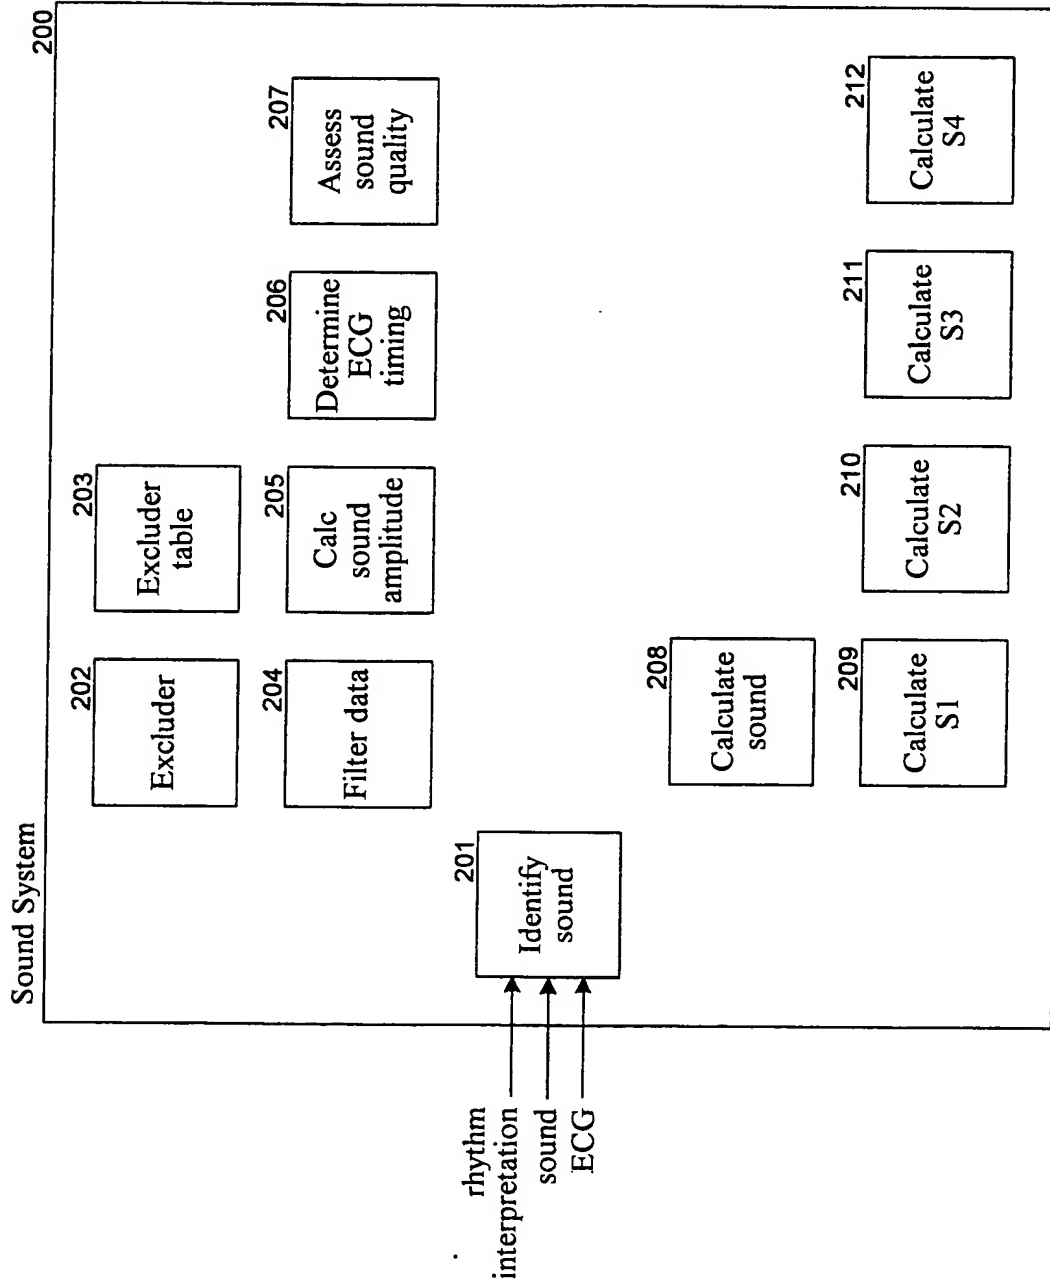 Sound System
200
202
Excluder
203
Excluder
table
204
Filter data
205
Calc
sound
amplitude
206
Determine
ECG
timing
207
Assess
sound
quality
rhythm
interpretation
sound
ECG
201
Identify
sound
208
Calculate
sound
209
Calculate
S1
210
Calculate
S2
211
Calculate
S3
212
Calculate
S4